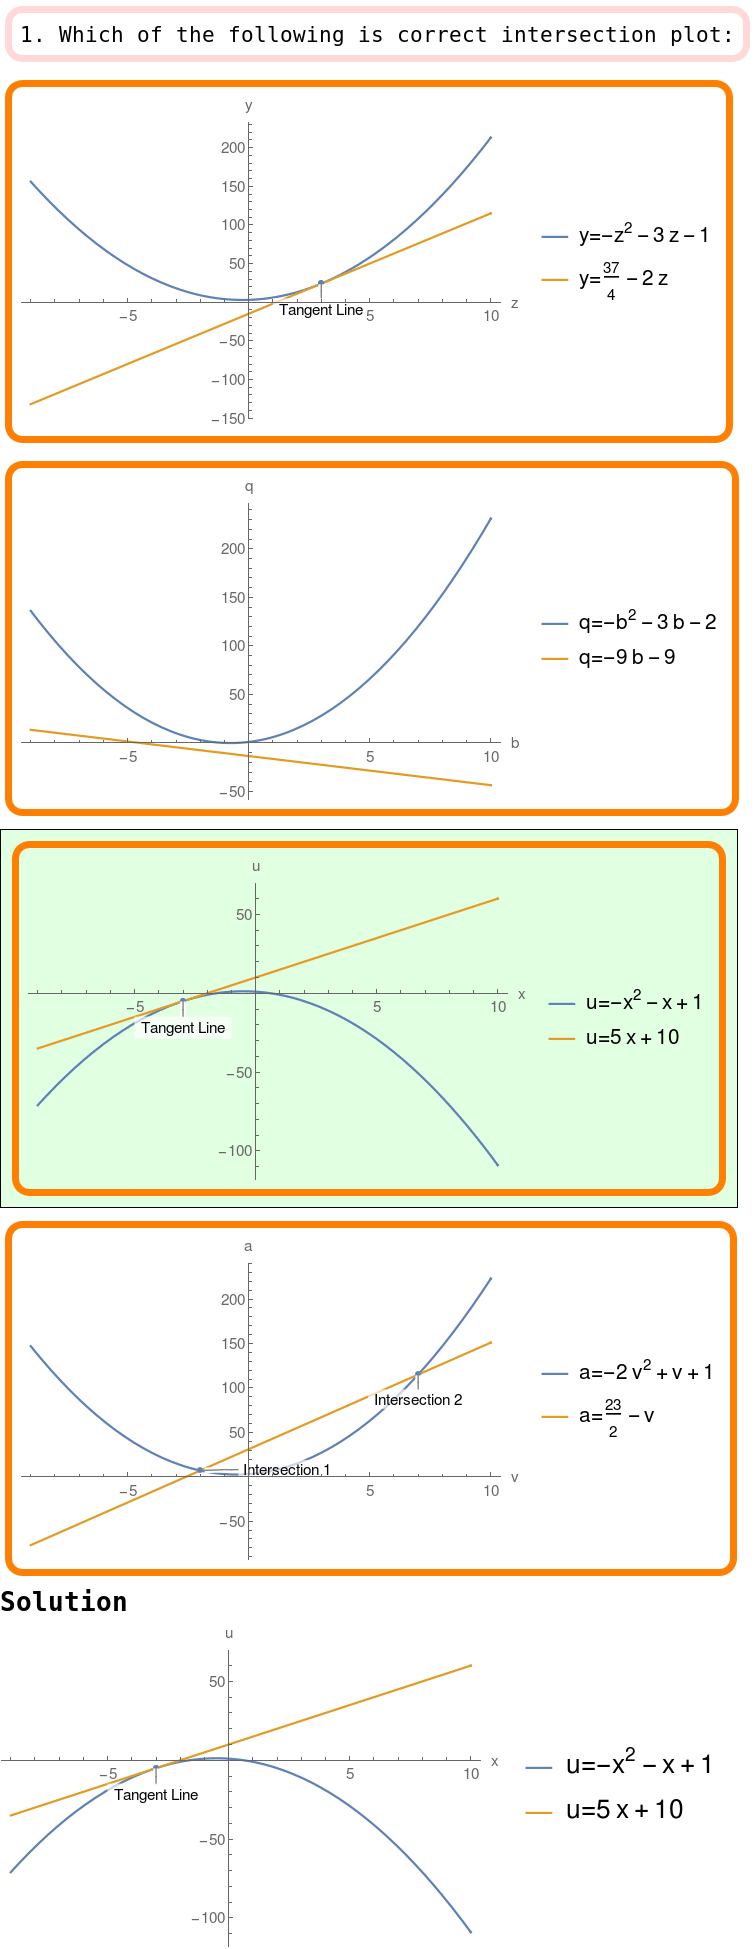 1. Which of the following is correct intersection plot:
y
200
150
100
50
−50
−100
−150
−5
5
10
z
Tangent Line
y=−z² − 3 z − 1
y=37/4 − 2 z
q
200
150
100
50
−50
−5
5
10
b
q=−b² − 3 b − 2
q=−9 b − 9
u
50
−50
−100
−5
5
10
x
Tangent Line
u=−x² − x + 1
u=5 x + 10
a
200
150
100
50
−50
−5
5
10
v
Intersection 2
Intersection 1
a=−2 v² + v + 1
a=23/2 − v
Solution
u
50
−50
−100
−5
5
10
x
Tangent Line
u=−x² − x + 1
u=5 x + 10